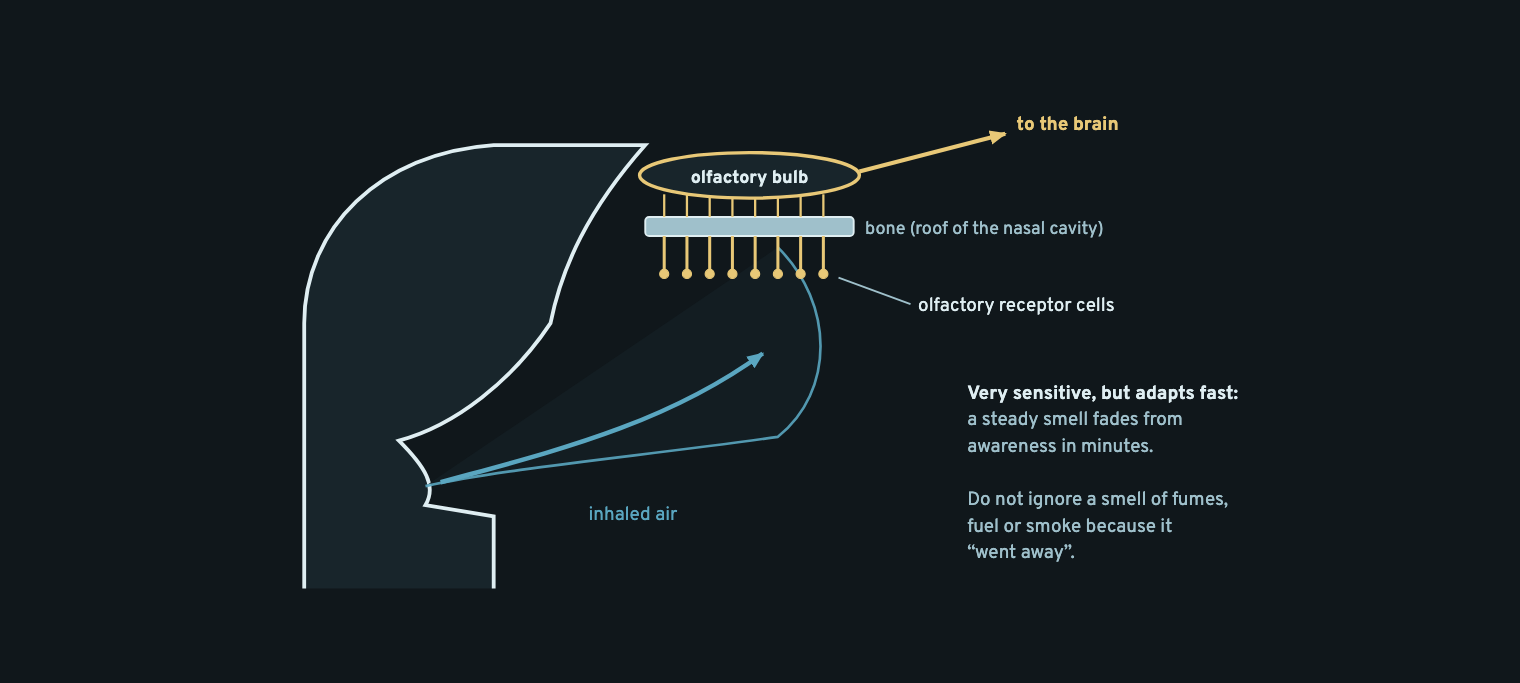 to the brain
olfactory bulb
bone (roof of the nasal cavity)
olfactory receptor cells
Very sensitive, but adapts fast:
a steady smell fades from
awareness in minutes.
Do not ignore a smell of fumes,
fuel or smoke because it
“went away”.
inhaled air